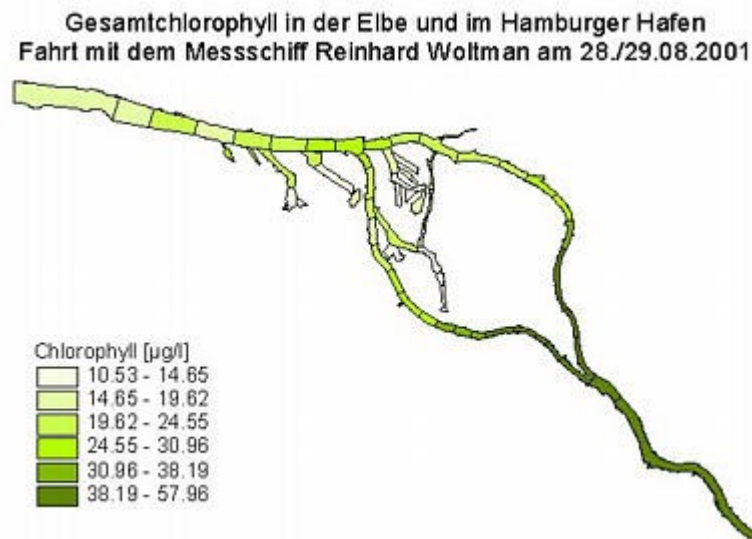 Gesamtchlorophyll in der Elbe und im Hamburger Hafen
Fahrt mit dem Messschiff Reinhard Woltman am 28./29.08.2001
Chlorophyll [µg/l]
10.53 - 14.65
14.65 - 19.62
19.62 - 24.55
24.55 - 30.96
30.96 - 38.19
38.19 - 57.96